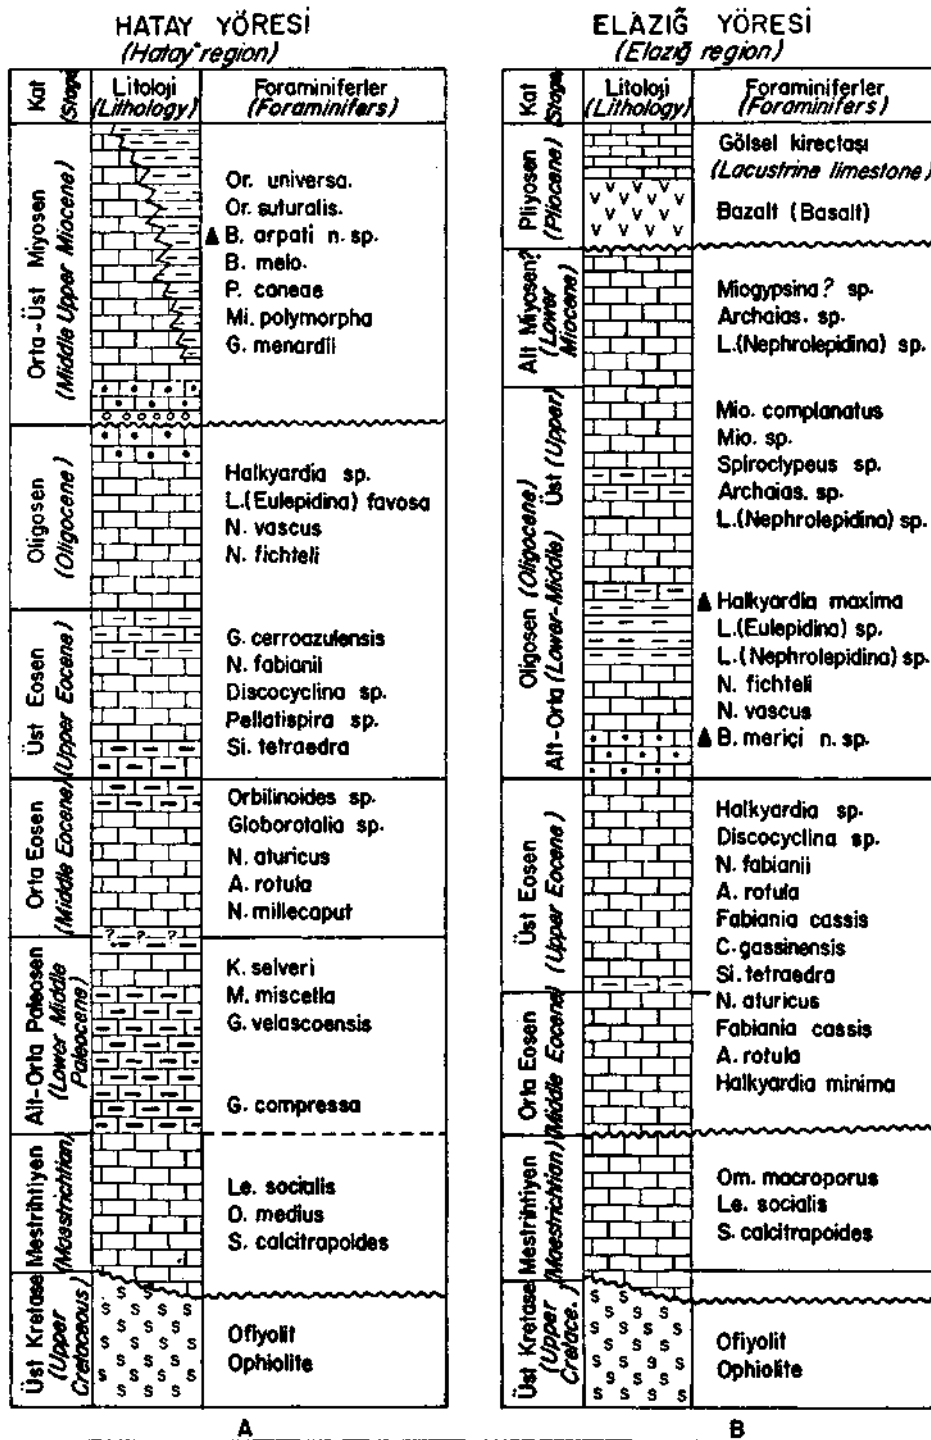 HATAY YÖRESİ
(Hatay region)
Kat (Stage)
Litoloji (Lithology)
Foraminiferler (Foraminifers)
Orta-Üst Miyosen (Middle Upper Miocene)
Or. universa.
Or. suturalis.
▲ B. arpati n. sp.
B. melo.
P. coneae
Mi. polymorpha
G. menardii
Oligosen (Oligocene)
Halkyardia sp.
L.(Eulepidina) favosa
N. vascus
N. fichteli
Üst Eosen (Upper Eocene)
G. cerroazulensis
N. fabianii
Discocyclina sp.
Pellatispira sp.
Si. tetraedra
Orta Eosen (Middle Eocene)
Orbilinoides sp.
Globorotalia sp.
N. aturicus
A. rotula
N. millecaput
? ? ?
Alt-Orta Paleosen (Lower Middle Paleocene)
K. selveri
M. miscella
G. velascoensis
G. compressa
Mestrihtiyen (Maestrichtian)
Le. socialis
O. medius
S. calcitrapoides
Üst Kretase (Upper Cretaceous)
Ofiyolit
Ophiolite
A
ELAZIĞ YÖRESİ
(Elazığ region)
Kat (Stage)
Litoloji (Lithology)
Foraminiferler (Foraminifers)
Pliyosen (Pliocene)
Gölsel kirectaşı
(Lacustrine limestone)
Bazalt (Basalt)
Alt Miyosen? (Lower Miocene)
Miogypsina? sp.
Archaias. sp.
L.(Nephrolepidina) sp.
Oligosen (Oligocene)
Üst (Upper)
Mio. complanatus
Mio. sp.
Spiroclypeus sp.
Archaias. sp.
L.(Nephrolepidina) sp.
Alt-Orta (Lower-Middle)
▲ Halkyardia maxima
L.(Eulepidina) sp.
L.(Nephrolepidina) sp.
N. fichteli
N. vascus
▲ B. meriçi n. sp.
Üst Eosen (Upper Eocene)
Halkyardia sp.
Discocyclina sp.
N. fabianii
A. rotula
Fabiania cassis
C. gassinensis
Si. tetraedra
Orta Eosen (Middle Eocene)
N. aturicus
Fabiania cassis
A. rotula
Halkyardia minima
Mestrihtiyen (Maestrichtian)
Om. macroporus
Le. socialis
S. calcitrapoides
Üst Kretase (Upper Cretace.)
Ofiyolit
Ophiolite
B